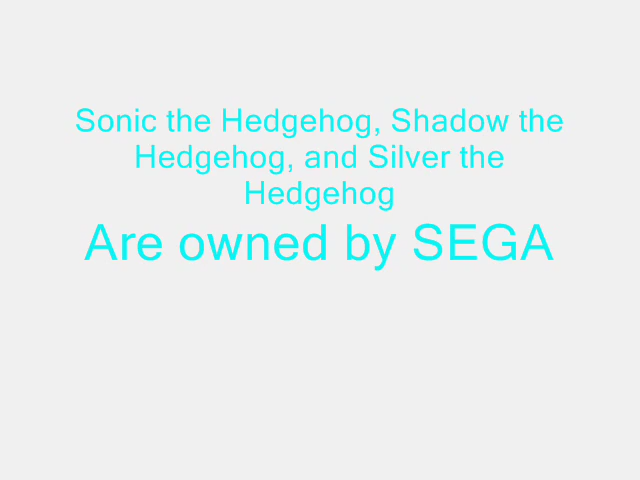 Sonic the Hedgehog, Shadow the
Hedgehog, and Silver the
Hedgehog
Are owned by SEGA